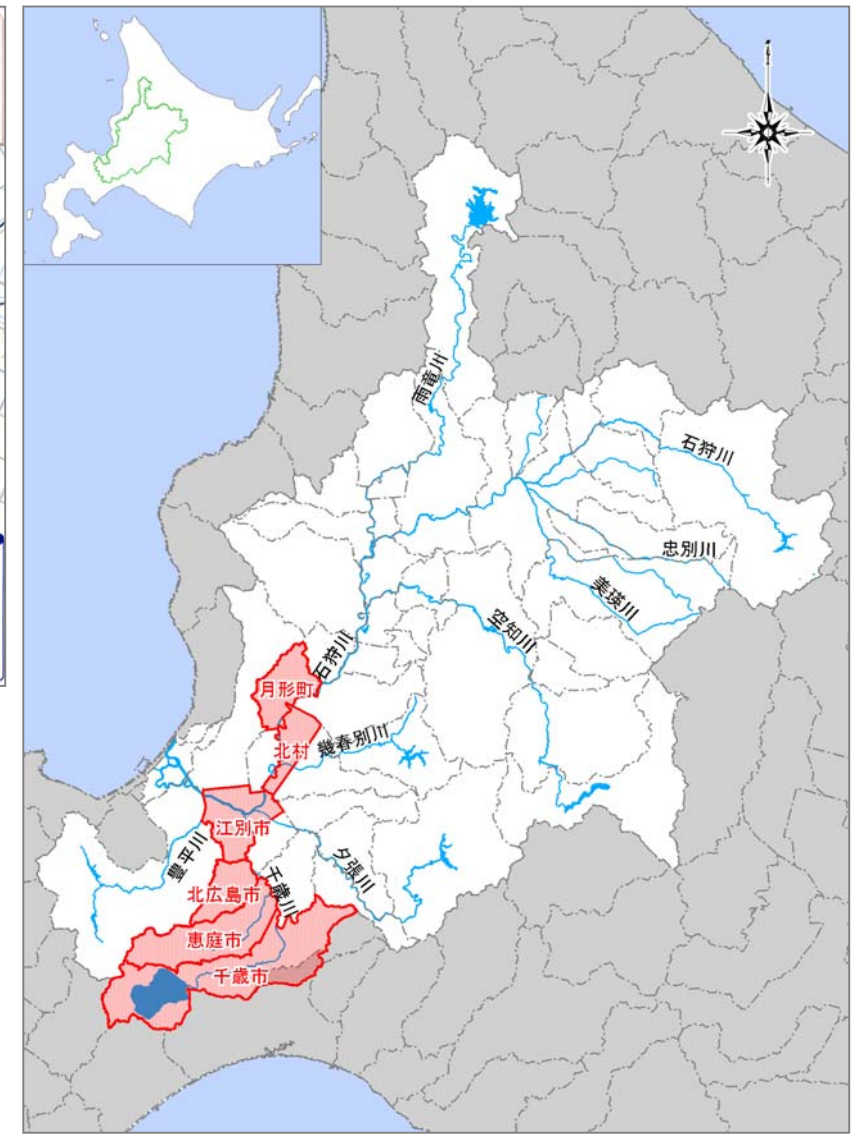 雨竜川
石狩川
忠別川
美瑛川
空知川
石狩川
月形町
北村
幾春別川
江別市
豊平川
夕張川
千歳川
北広島市
恵庭市
千歳市